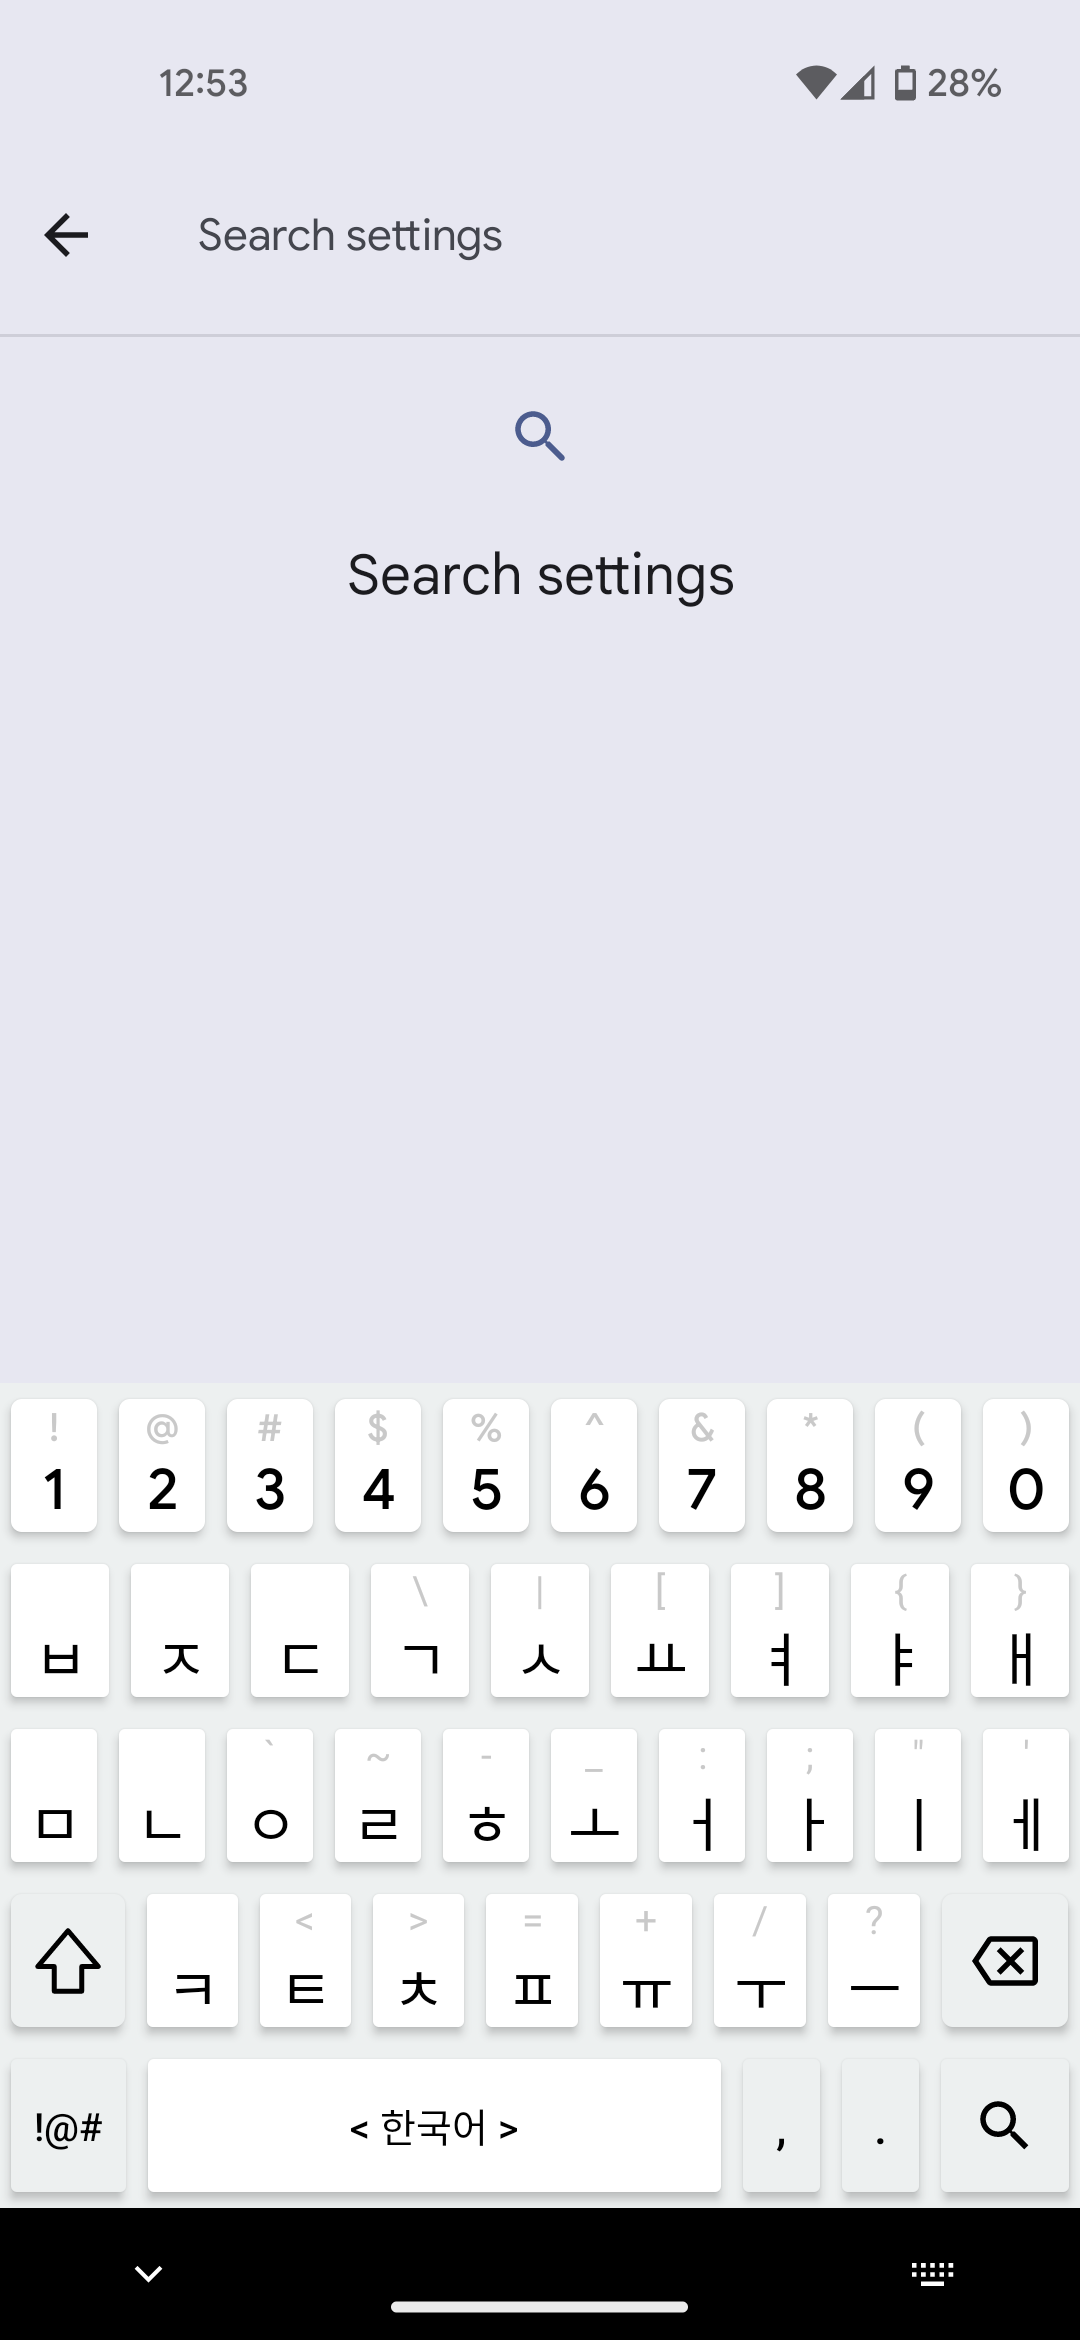 12:53 28%
Search settings
Search settings
! @ # $ % ^ & * ( )
1 2 3 4 5 6 7 8 9 0
\ | [ ] { }
ㅂ ㅈ ㄷ ㄱ ㅅ ㅛ ㅕ ㅑ ㅐ
` ~ - _ : ; " '
ㅁ ㄴ ㅇ ㄹ ㅎ ㅗ ㅓ ㅏ ㅣ ㅔ
< > = + / ?
ㅋ ㅌ ㅊ ㅍ ㅠ ㅜ ㅡ
!@# < 한국어 > , .